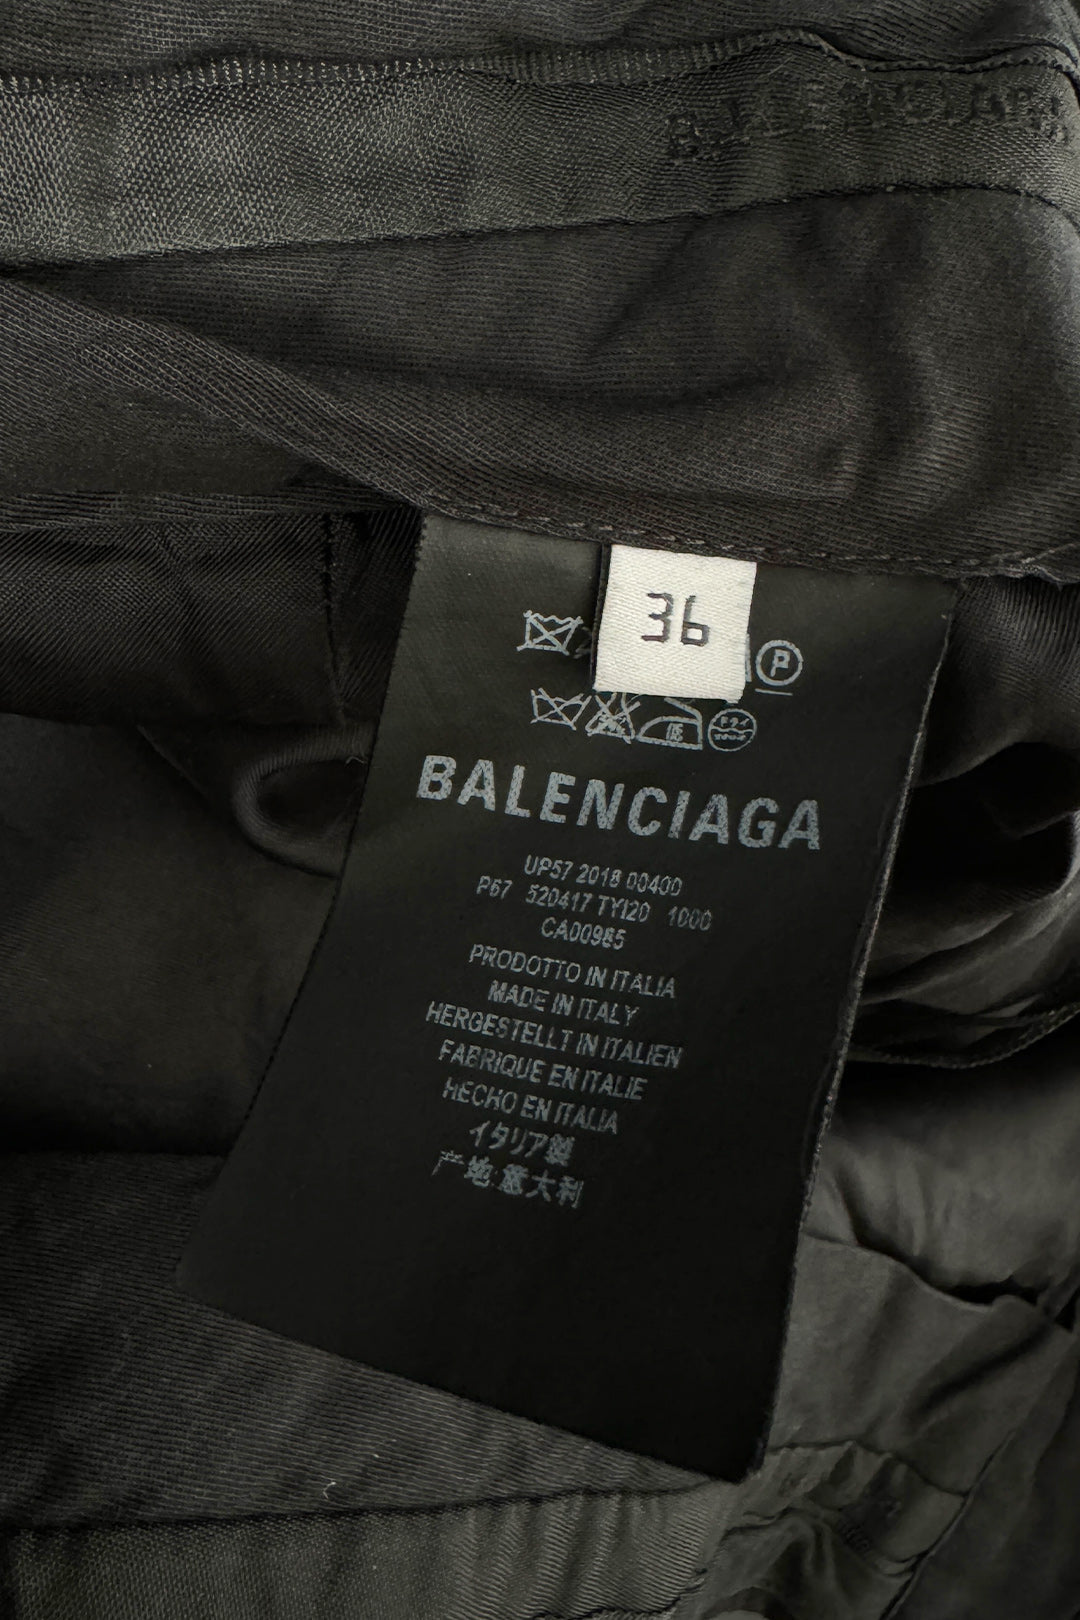 BALENCIAGA
36
P
BALENCIAGA
UP57 2018 00400
P67 520417 TYI20 1000
CA00985
PRODOTTO IN ITALIA
MADE IN ITALY
HERGESTELLT IN ITALIEN
FABRIQUE EN ITALIE
HECHO EN ITALIA
イタリア製
产地:意大利